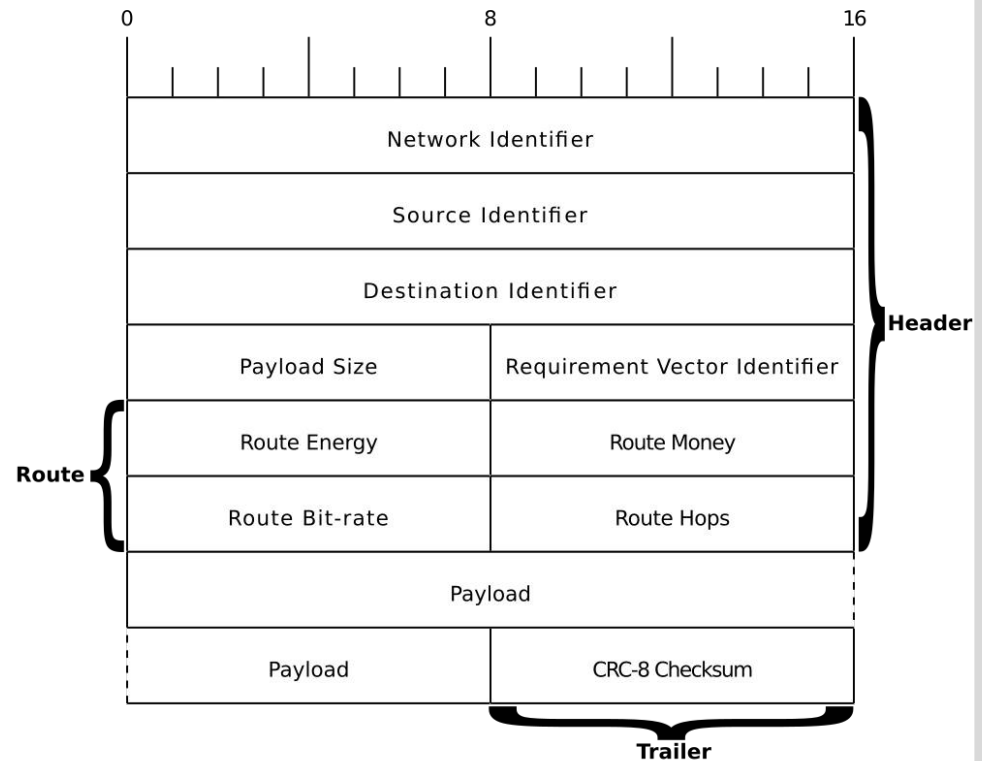 0 8 16
Network Identifier
Source Identifier
Destination Identifier
Header
Payload Size Requirement Vector Identifier
Route Energy Route Money
Route
Route Bit-rate Route Hops
Payload
Payload CRC-8 Checksum
Trailer